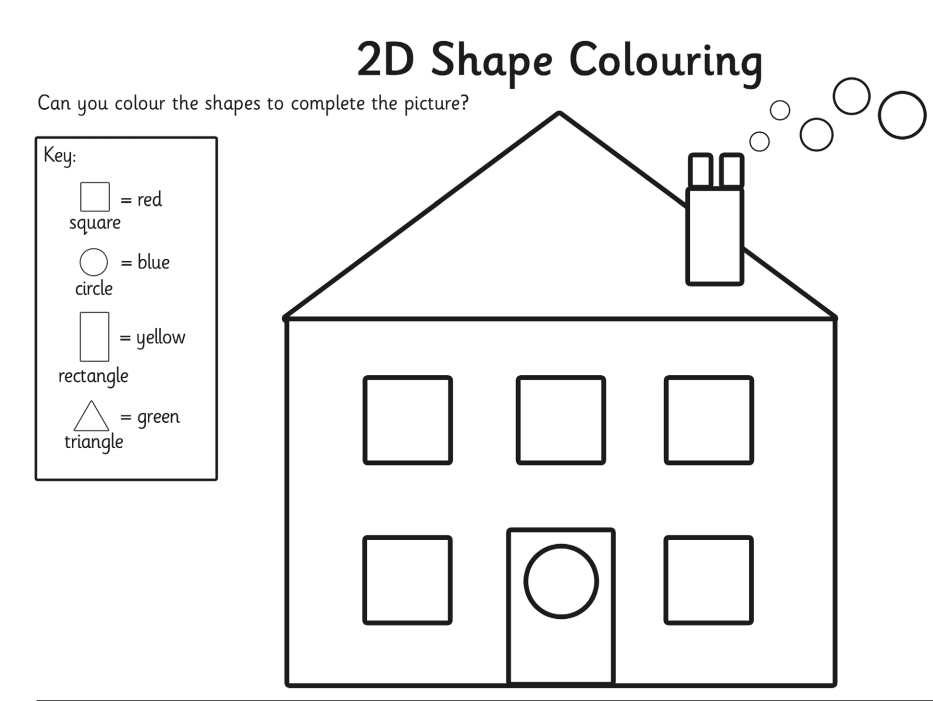 2D Shape Colouring
Can you colour the shapes to complete the picture?
Key:
= red
square
= blue
circle
= yellow
rectangle
= green
triangle